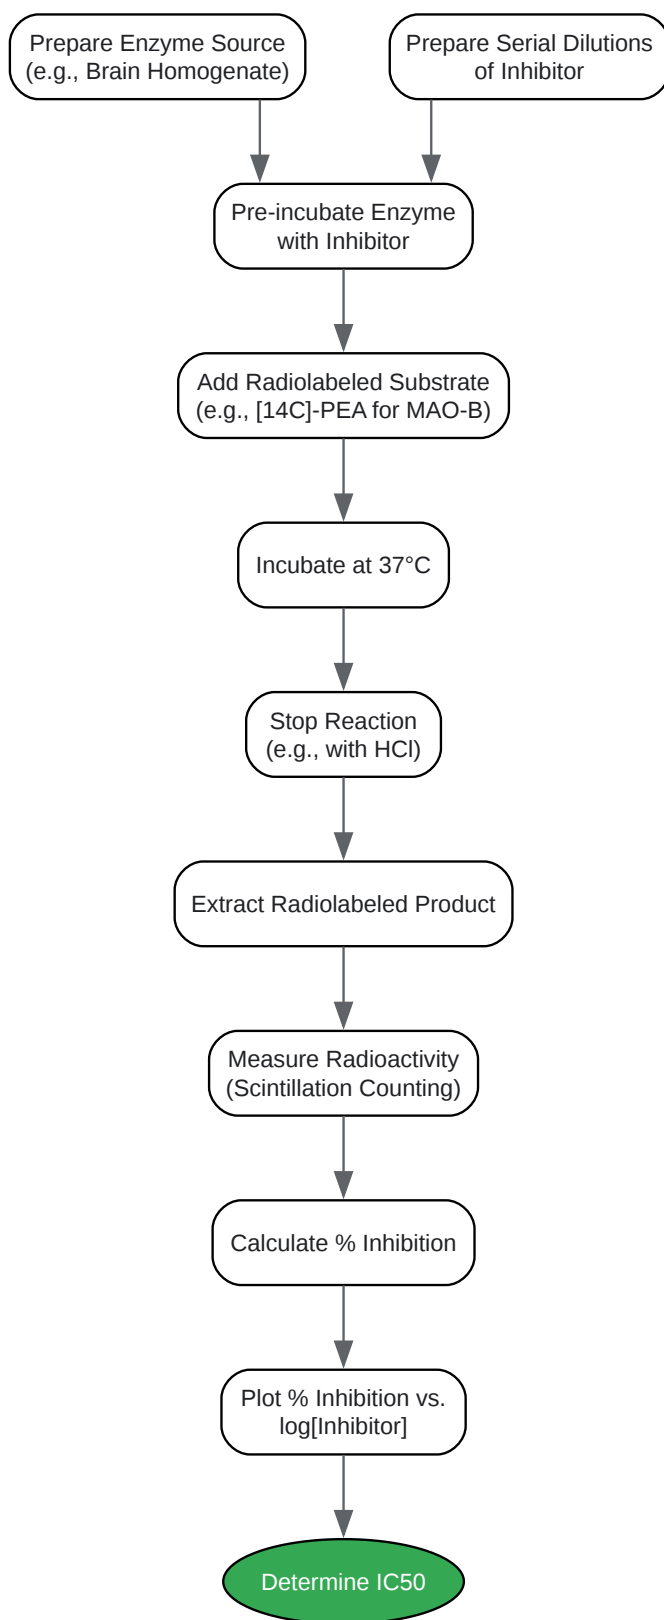 Prepare Enzyme Source
(e.g., Brain Homogenate)
Prepare Serial Dilutions
of Inhibitor
Pre-incubate Enzyme
with Inhibitor
Add Radiolabeled Substrate
(e.g., [14C]-PEA for MAO-B)
Incubate at 37°C
Stop Reaction
(e.g., with HCl)
Extract Radiolabeled Product
Measure Radioactivity
(Scintillation Counting)
Calculate % Inhibition
Plot % Inhibition vs.
log[Inhibitor]
Determine IC50